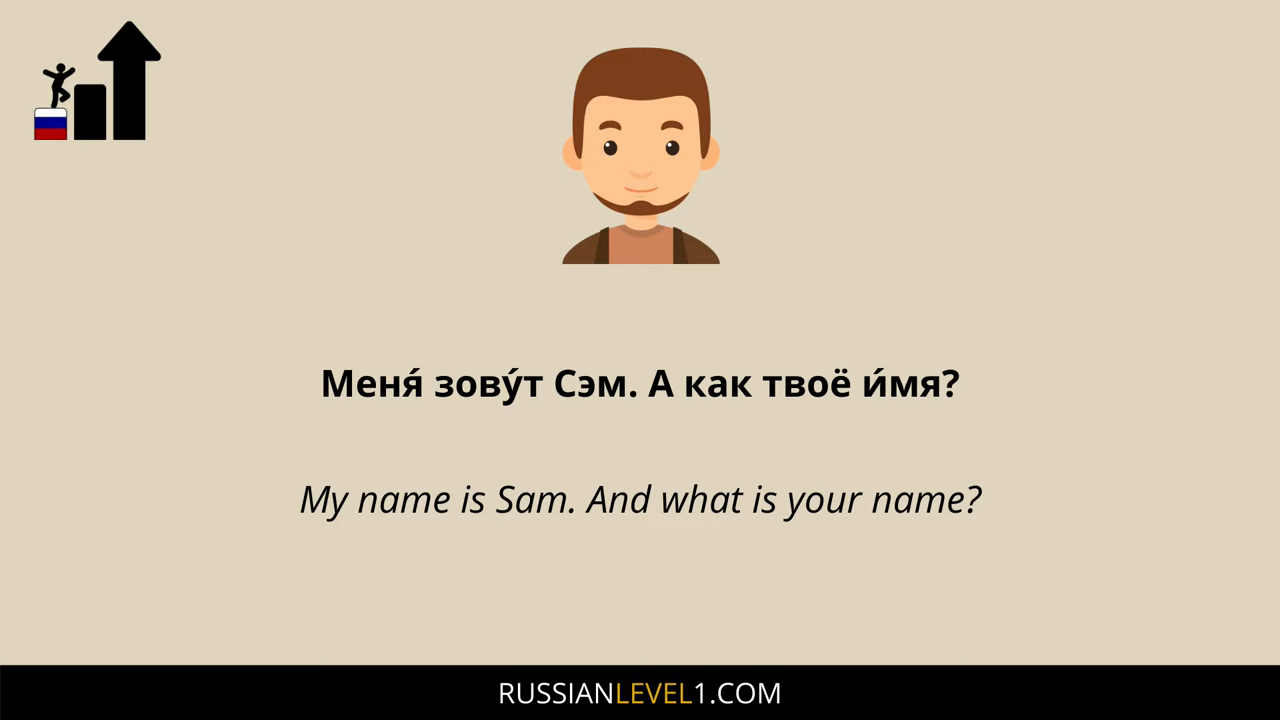 Меня́ зову́т Сэм. А как твоё и́мя?
My name is Sam. And what is your name?
RUSSIANLEVEL1.COM